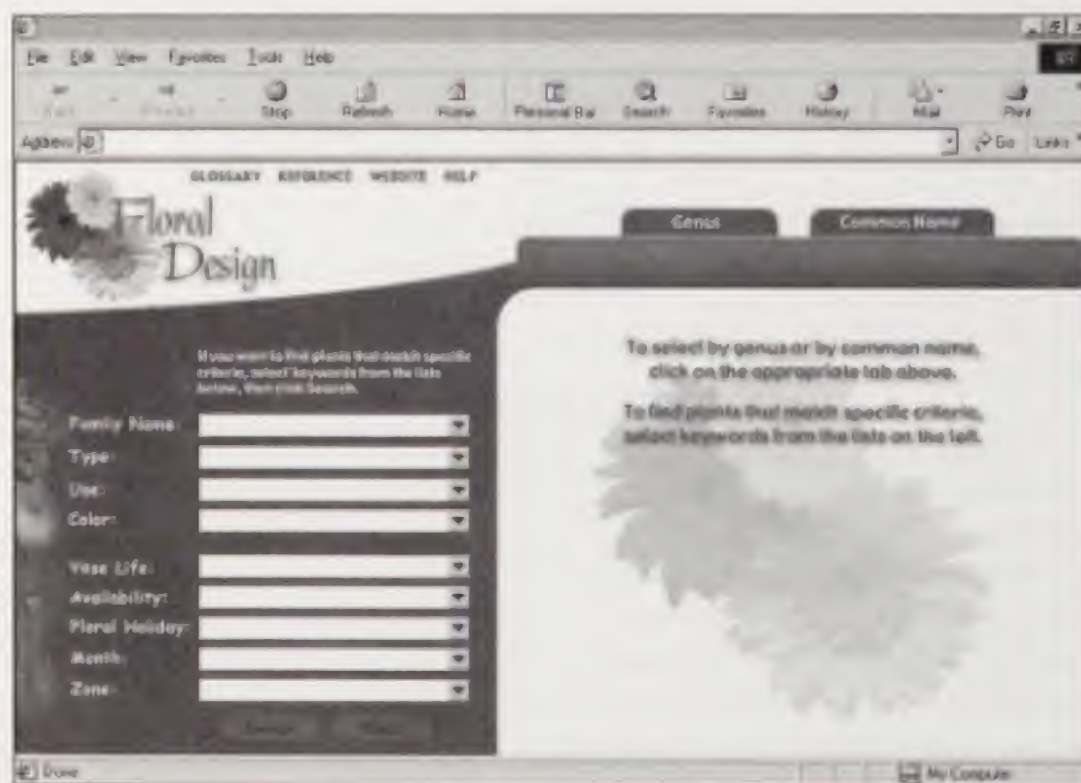 File Edit View Favorites Tools Help
Stop Refresh Home Personal Bar Search Favorites History Mail Print
Address Go Links
GLOSSARY REFERENCE WEBSITE HELP
Floral
Design
Genus Common Name
If you want to find plants that match specific
criteria, select keywords from the lists
below, then click Search.
Family Name:
Type:
Use:
Color:
Vase Life:
Availability:
Floral Holiday:
Month:
Zone:
To select by genus or by common name,
click on the appropriate tab above.
To find plants that match specific criteria,
select keywords from the lists on the left.
Done My Computer